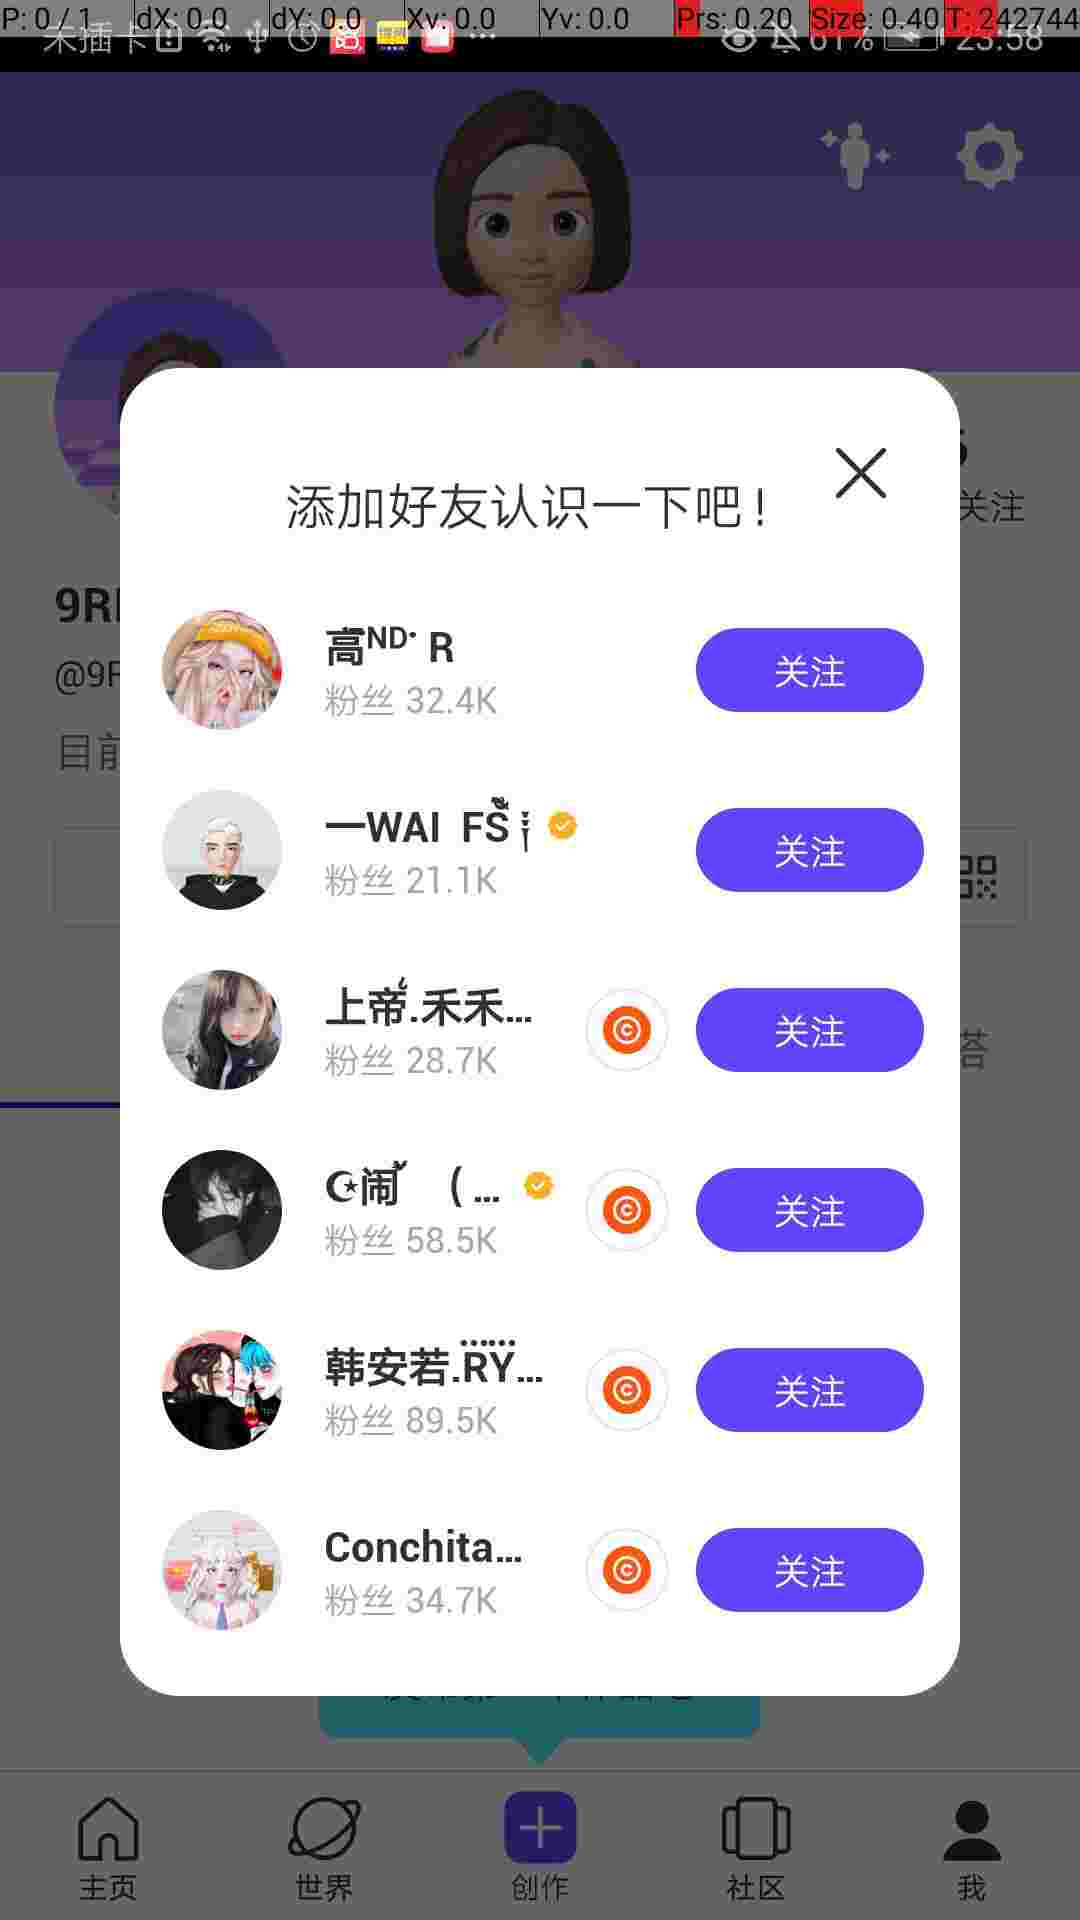 P: 0 / 1 dX: 0.0 dY: 0.0 Xv: 0.0 Yv: 0.0 Prs: 0.20 Size: 0.40 T: 242744
未插卡 61% 23:58
添加好友认识一下吧!
关注
9R
@9
高ᴺᴰ· R
粉丝 32.4K
关注
目前
一WAI FS
粉丝 21.1K
关注
上帝.禾禾...
粉丝 28.7K
关注
塔
☪闹 ( ...
粉丝 58.5K
关注
韩安若.RY...
粉丝 89.5K
关注
Conchita...
粉丝 34.7K
关注
主页 世界 创作 社区 我